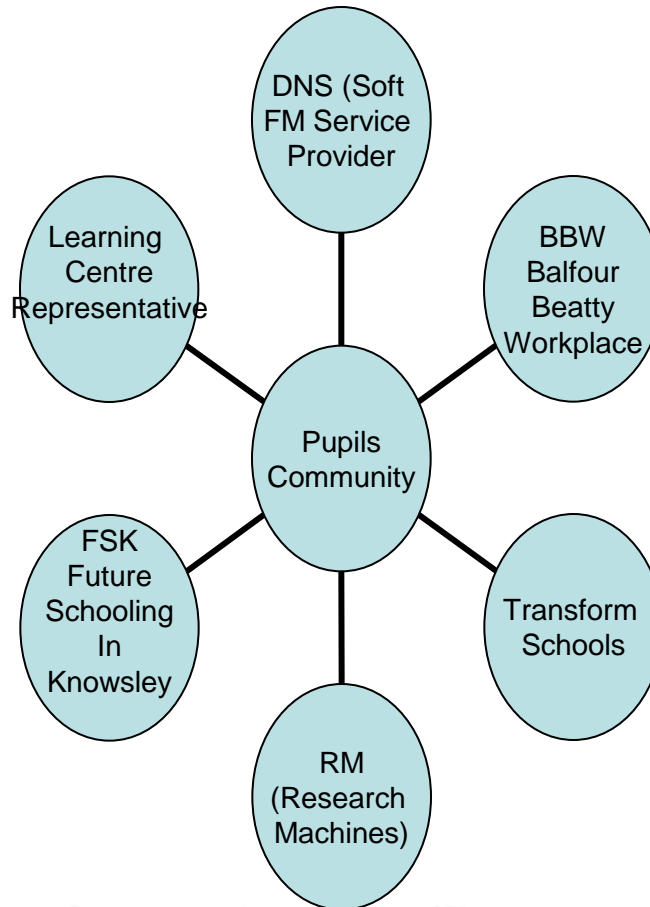 DNS (Soft
FM Service
Provider
Learning
Centre
Representative
BBW
Balfour
Beatty
Workplace
Pupils
Community
FSK
Future
Schooling
In
Knowsley
Transform
Schools
RM
(Research
Machines)